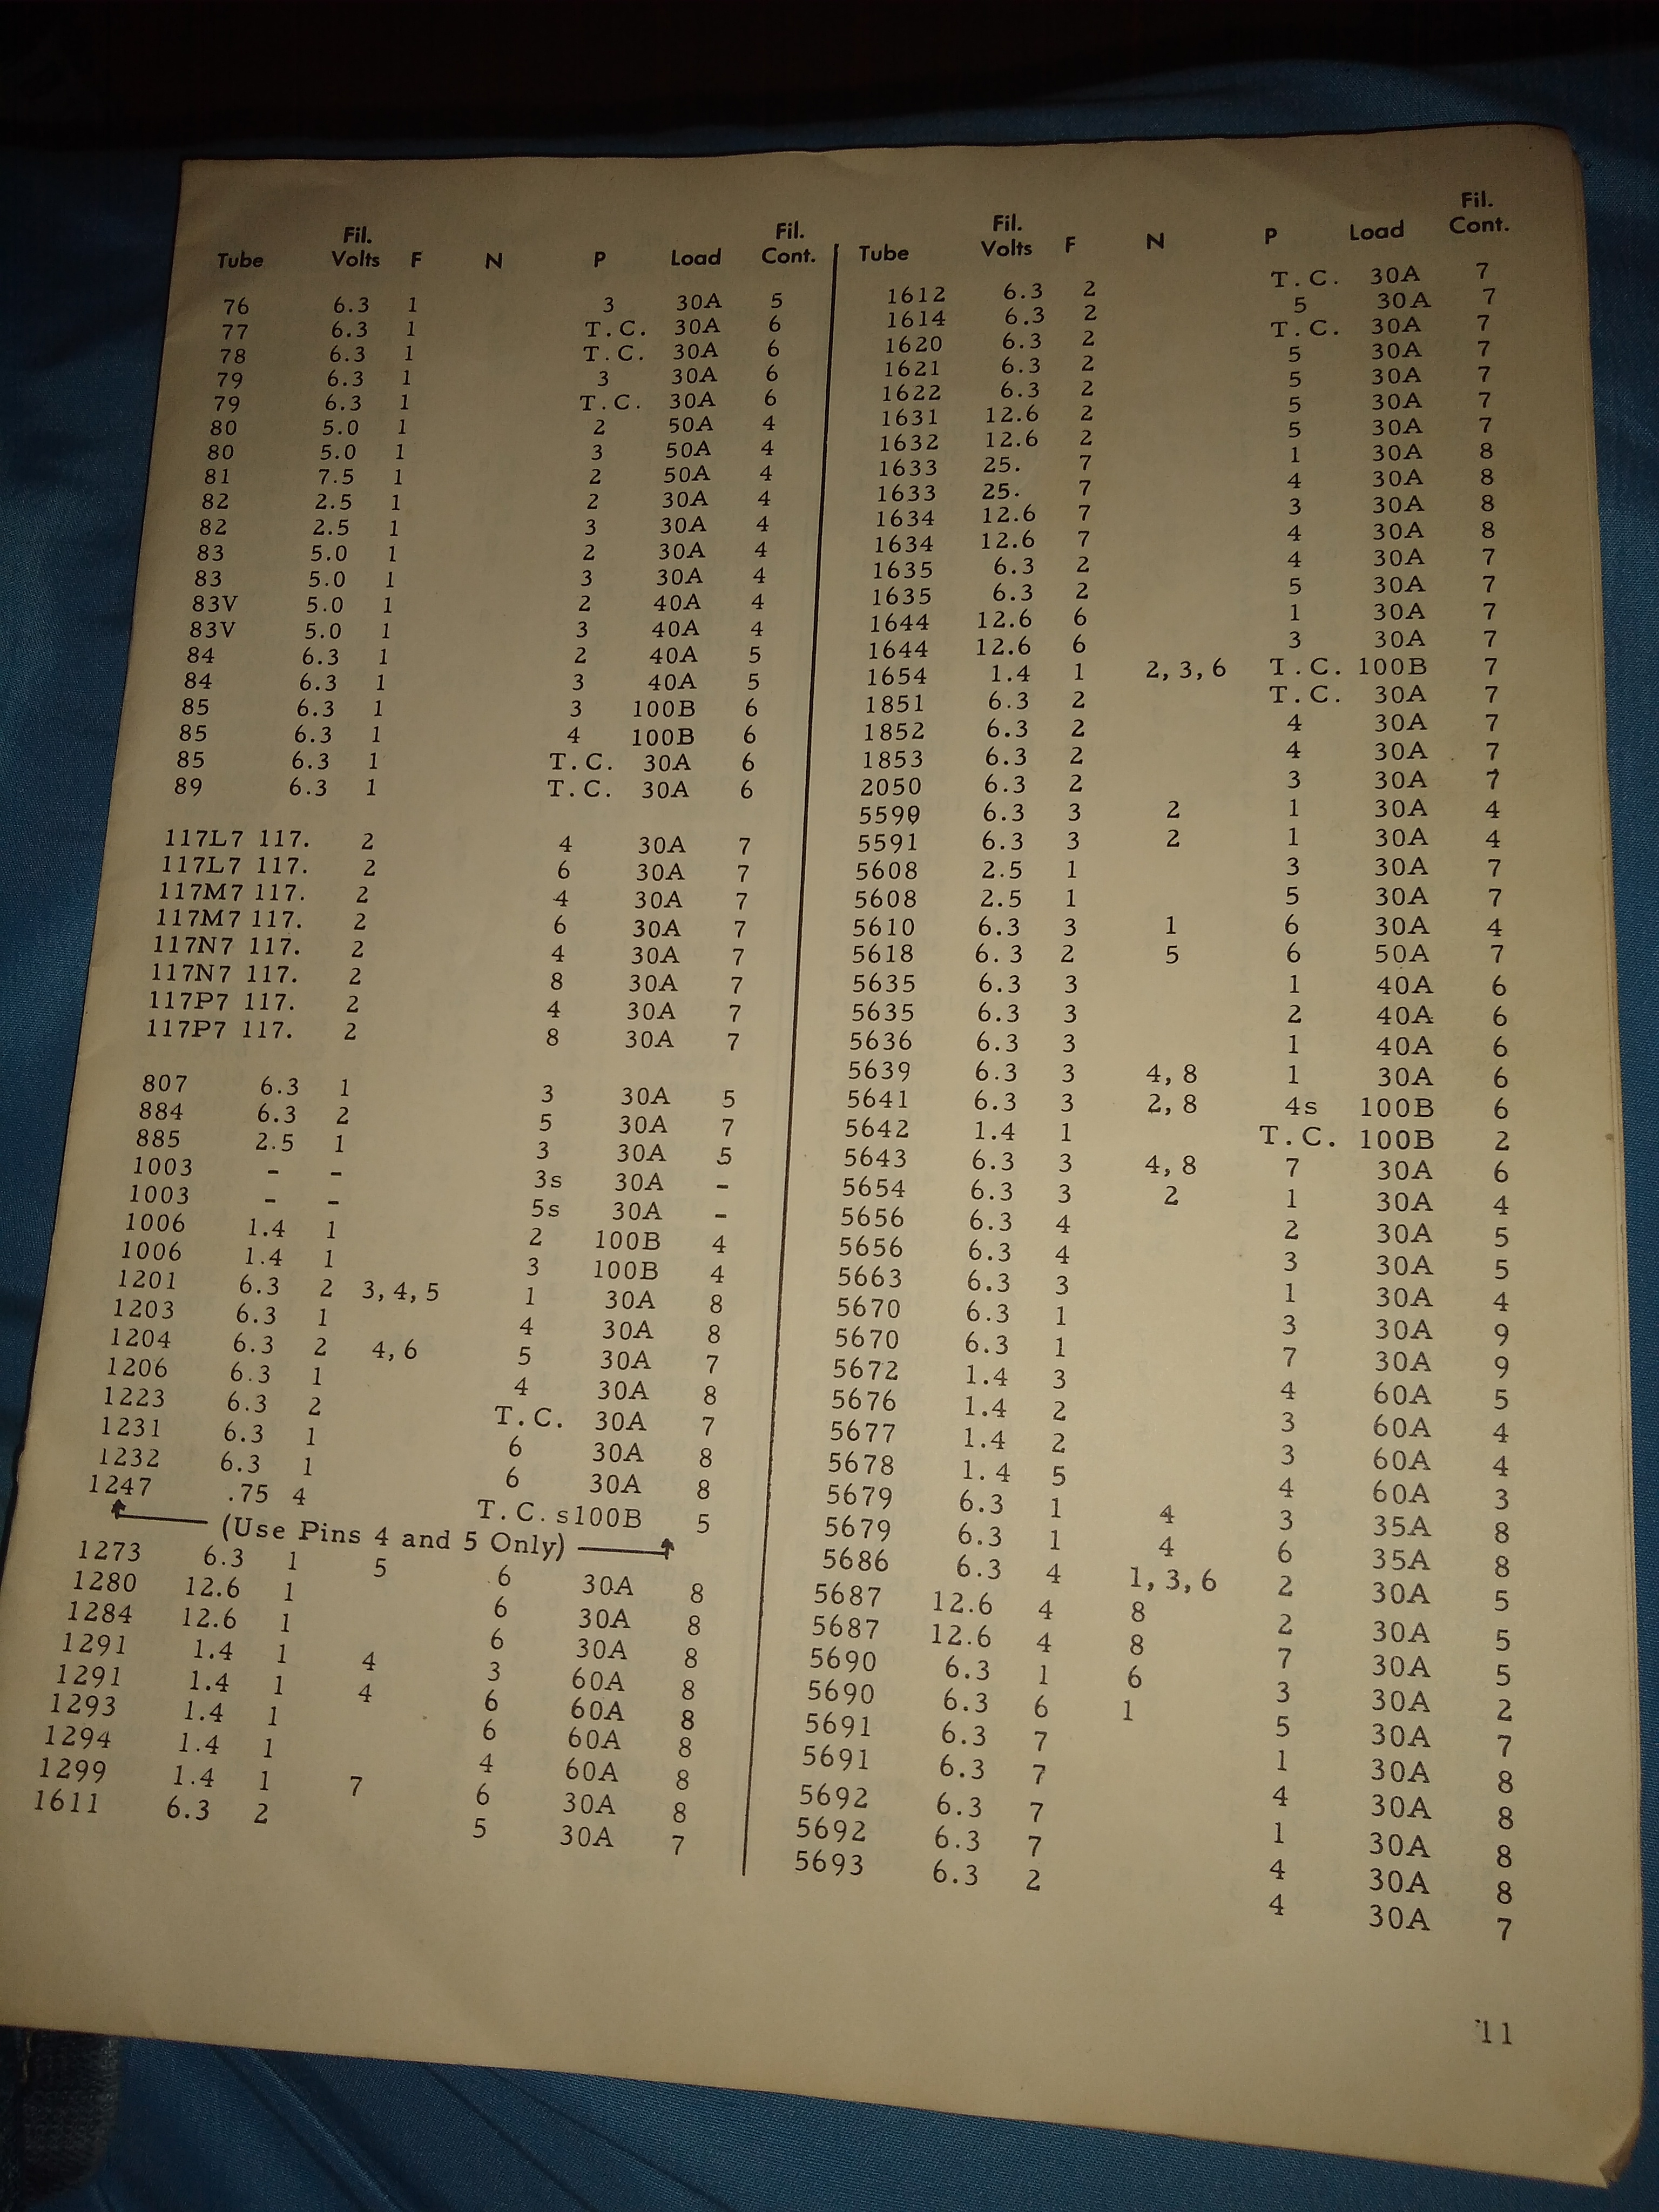 Tube Fil. Volts F N P Load Fil. Cont.
76 6.3 1 3 30A 5
77 6.3 1 T.C. 30A 6
78 6.3 1 T.C. 30A 6
79 6.3 1 3 30A 6
79 6.3 1 T.C. 30A 6
80 5.0 1 2 50A 4
80 5.0 1 3 50A 4
81 7.5 1 2 50A 4
82 2.5 1 2 30A 4
82 2.5 1 3 30A 4
83 5.0 1 2 30A 4
83 5.0 1 3 30A 4
83V 5.0 1 2 40A 4
83V 5.0 1 3 40A 4
84 6.3 1 2 40A 5
84 6.3 1 3 40A 5
85 6.3 1 3 100B 6
85 6.3 1 4 100B 6
85 6.3 1 T.C. 30A 6
89 6.3 1 T.C. 30A 6
117L7 117. 2 4 30A 7
117L7 117. 2 6 30A 7
117M7 117. 2 4 30A 7
117M7 117. 2 6 30A 7
117N7 117. 2 4 30A 7
117N7 117. 2 8 30A 7
117P7 117. 2 4 30A 7
117P7 117. 2 8 30A 7
807 6.3 1 3 30A 5
884 6.3 2 5 30A 7
885 2.5 1 3 30A 5
1003 - - 3s 30A -
1003 - - 5s 30A -
1006 1.4 1 2 100B 4
1006 1.4 1 3 100B 4
1201 6.3 2 3, 4, 5 1 30A 8
1203 6.3 1 4 30A 8
1204 6.3 2 4, 6 5 30A 7
1206 6.3 1 4 30A 8
1223 6.3 2 T.C. 30A 7
1231 6.3 1 6 30A 8
1232 6.3 1 6 30A 8
1247 .75 4 T.C.s100B 5
(Use Pins 4 and 5 Only)
1273 6.3 1 5 6 30A 8
1280 12.6 1 6 30A 8
1284 12.6 1 6 30A 8
1291 1.4 1 4 3 60A 8
1291 1.4 1 4 6 60A 8
1293 1.4 1 6 60A 8
1294 1.4 1 4 60A 8
1299 1.4 1 7 6 30A 8
1611 6.3 2 5 30A 7
Tube Fil. Volts F N P Load Fil. Cont.
1612 6.3 2 T.C. 30A 7
1614 6.3 2 5 30A 7
1620 6.3 2 T.C. 30A 7
1621 6.3 2 5 30A 7
1622 6.3 2 5 30A 7
1631 12.6 2 5 30A 7
1632 12.6 2 5 30A 7
1633 25. 7 1 30A 8
1633 25. 7 4 30A 8
1634 12.6 7 3 30A 8
1634 12.6 7 4 30A 8
1635 6.3 2 4 30A 7
1635 6.3 2 5 30A 7
1644 12.6 6 1 30A 7
1644 12.6 6 3 30A 7
1654 1.4 1 2, 3, 6 T.C. 100B 7
1851 6.3 2 T.C. 30A 7
1852 6.3 2 4 30A 7
1853 6.3 2 4 30A 7
2050 6.3 2 3 30A 7
5590 6.3 3 2 1 30A 4
5591 6.3 3 2 1 30A 4
5608 2.5 1 3 30A 7
5608 2.5 1 5 30A 7
5610 6.3 3 1 6 30A 4
5618 6.3 2 5 6 50A 7
5635 6.3 3 1 40A 6
5635 6.3 3 2 40A 6
5636 6.3 3 1 40A 6
5639 6.3 3 4, 8 1 30A 6
5641 6.3 3 2, 8 4s 100B 6
5642 1.4 1 T.C. 100B 2
5643 6.3 3 4, 8 7 30A 6
5654 6.3 3 2 1 30A 4
5656 6.3 4 2 30A 5
5656 6.3 4 3 30A 5
5663 6.3 3 1 30A 4
5670 6.3 1 3 30A 9
5670 6.3 1 7 30A 9
5672 1.4 3 4 60A 5
5676 1.4 2 3 60A 4
5677 1.4 2 3 60A 4
5678 1.4 5 4 60A 3
5679 6.3 1 4 3 35A 8
5679 6.3 1 4 6 35A 8
5686 6.3 4 1, 3, 6 2 30A 5
5687 12.6 4 8 2 30A 5
5687 12.6 4 8 7 30A 5
5690 6.3 1 6 3 30A 2
5690 6.3 6 1 5 30A 7
5691 6.3 7 1 30A 8
5691 6.3 7 4 30A 8
5692 6.3 7 1 30A 8
5692 6.3 7 4 30A 8
5693 6.3 2 4 30A 7
11